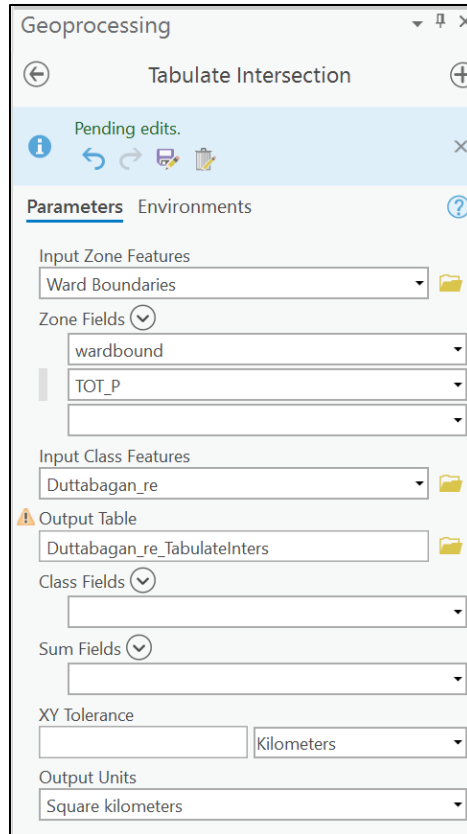 Geoprocessing
Tabulate Intersection
Pending edits.
Parameters Environments
Input Zone Features
Ward Boundaries
Zone Fields
wardbound
TOT_P
Input Class Features
Duttabagan_re
Output Table
Duttabagan_re_TabulateInters
Class Fields
Sum Fields
XY Tolerance
Kilometers
Output Units
Square kilometers